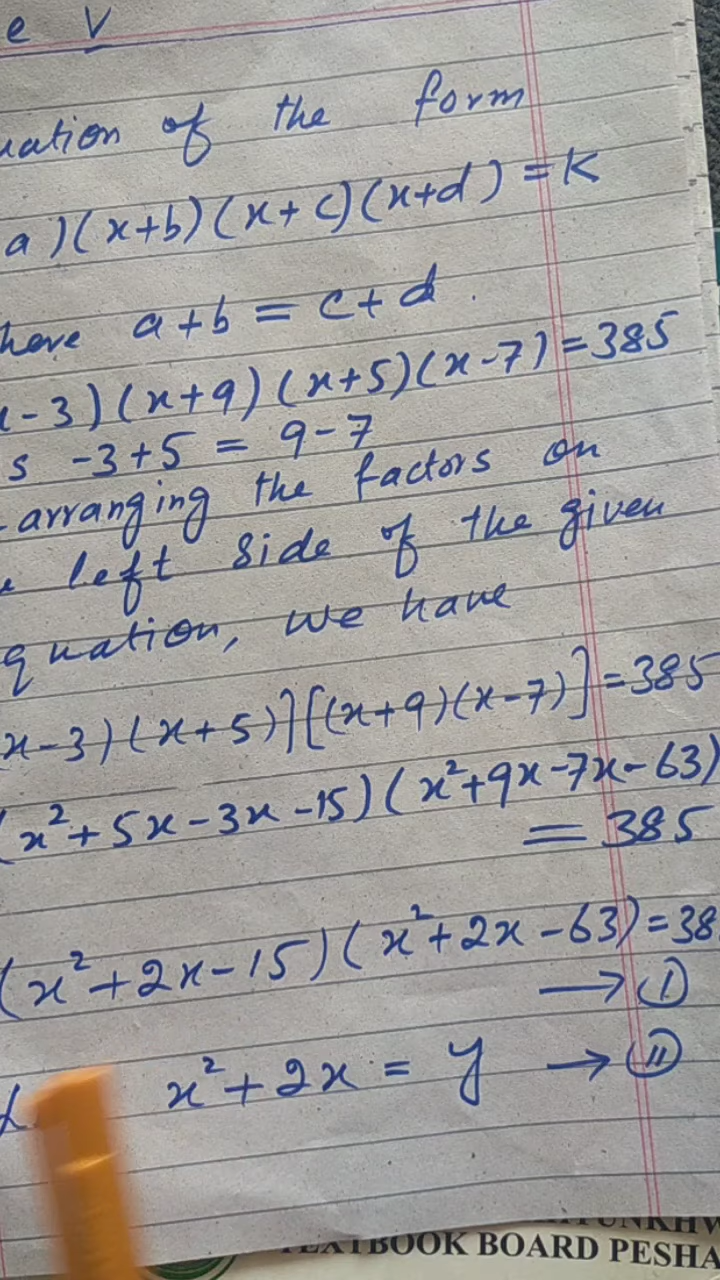 e V
uation of the form
a)(x+b)(x+c)(x+d)=K
here a+b=c+d.
x-3)(x+9)(x+5)(x-7)=385
s -3+5=9-7
-arranging the factors on
e left side of the given
quation, we have
x-3)(x+5)][(x+9)(x-7)]=385
(x²+5x-3x-15)(x²+9x-7x-63)
=385
(x²+2x-15)(x²+2x-63)=38
→Ⓘ
x²+2x=y →(II)
TEXTBOOK BOARD PESHA